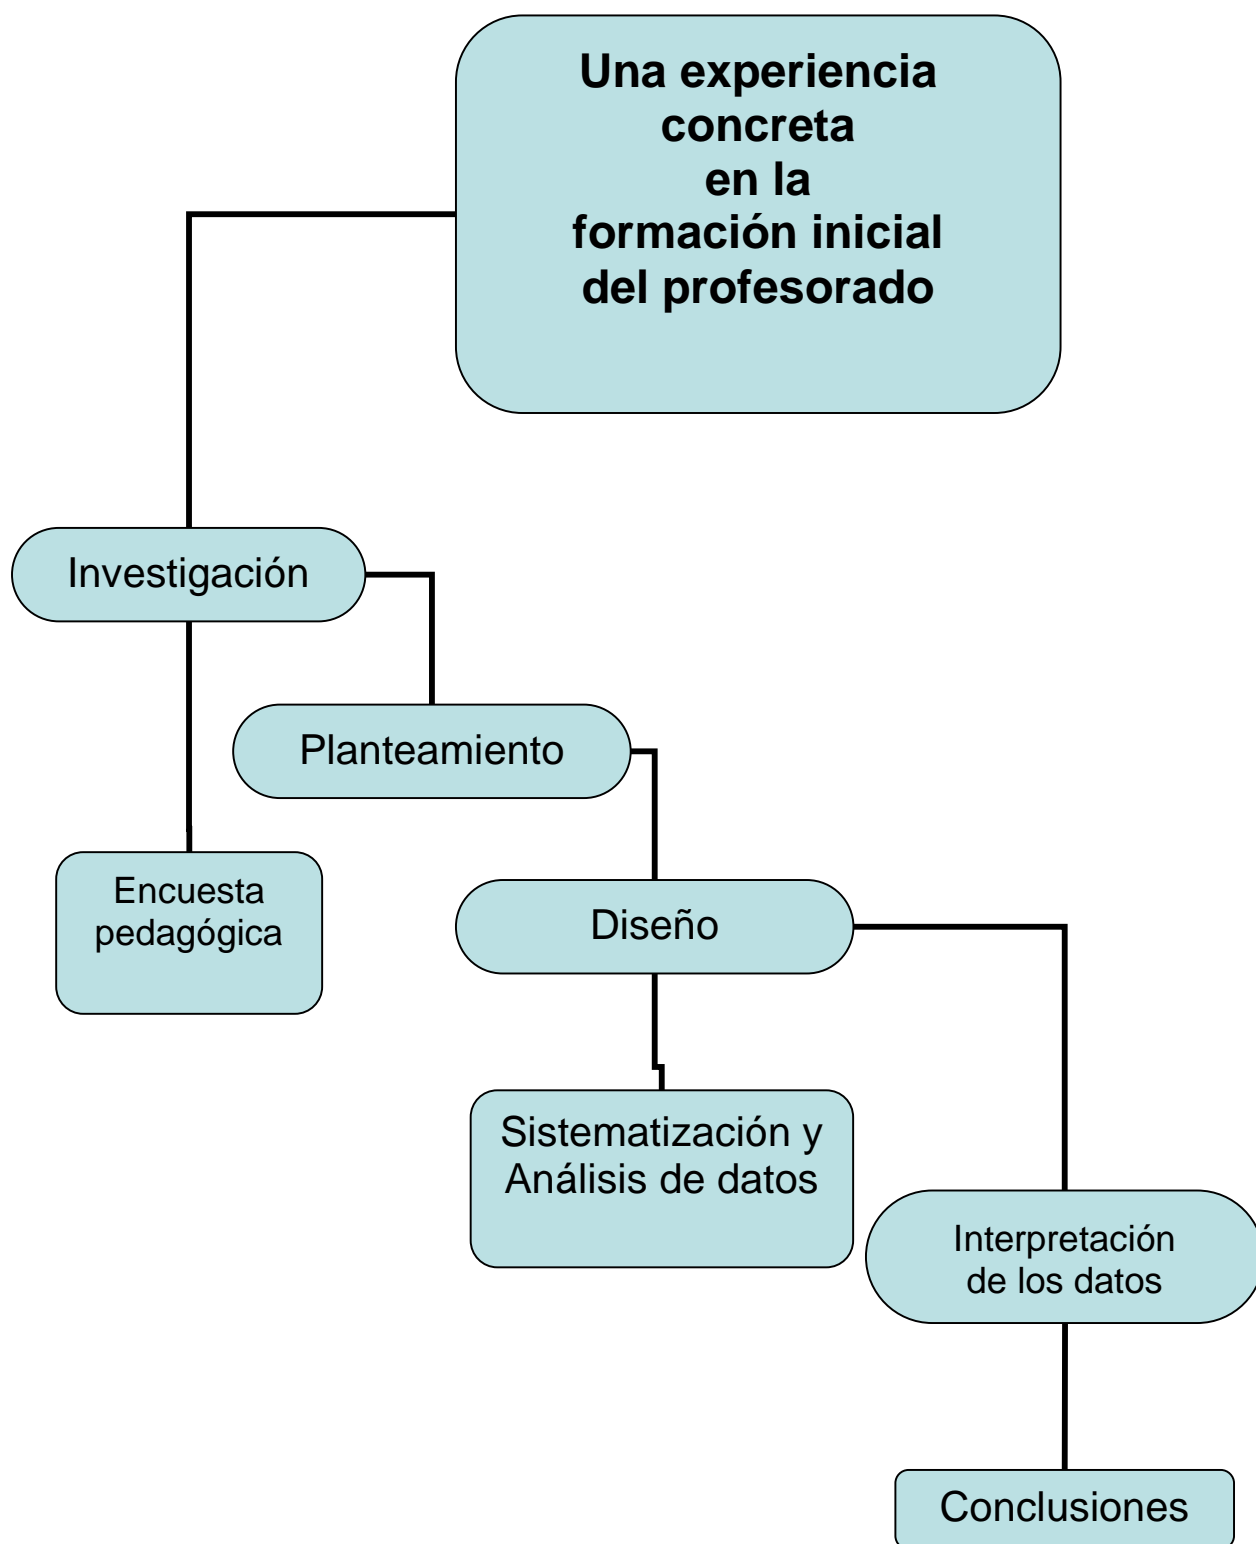 Una experiencia
concreta
en la
formación inicial
del profesorado
Investigación
Planteamiento
Encuesta
pedagógica
Diseño
Sistematización y
Análisis de datos
Interpretación
de los datos
Conclusiones